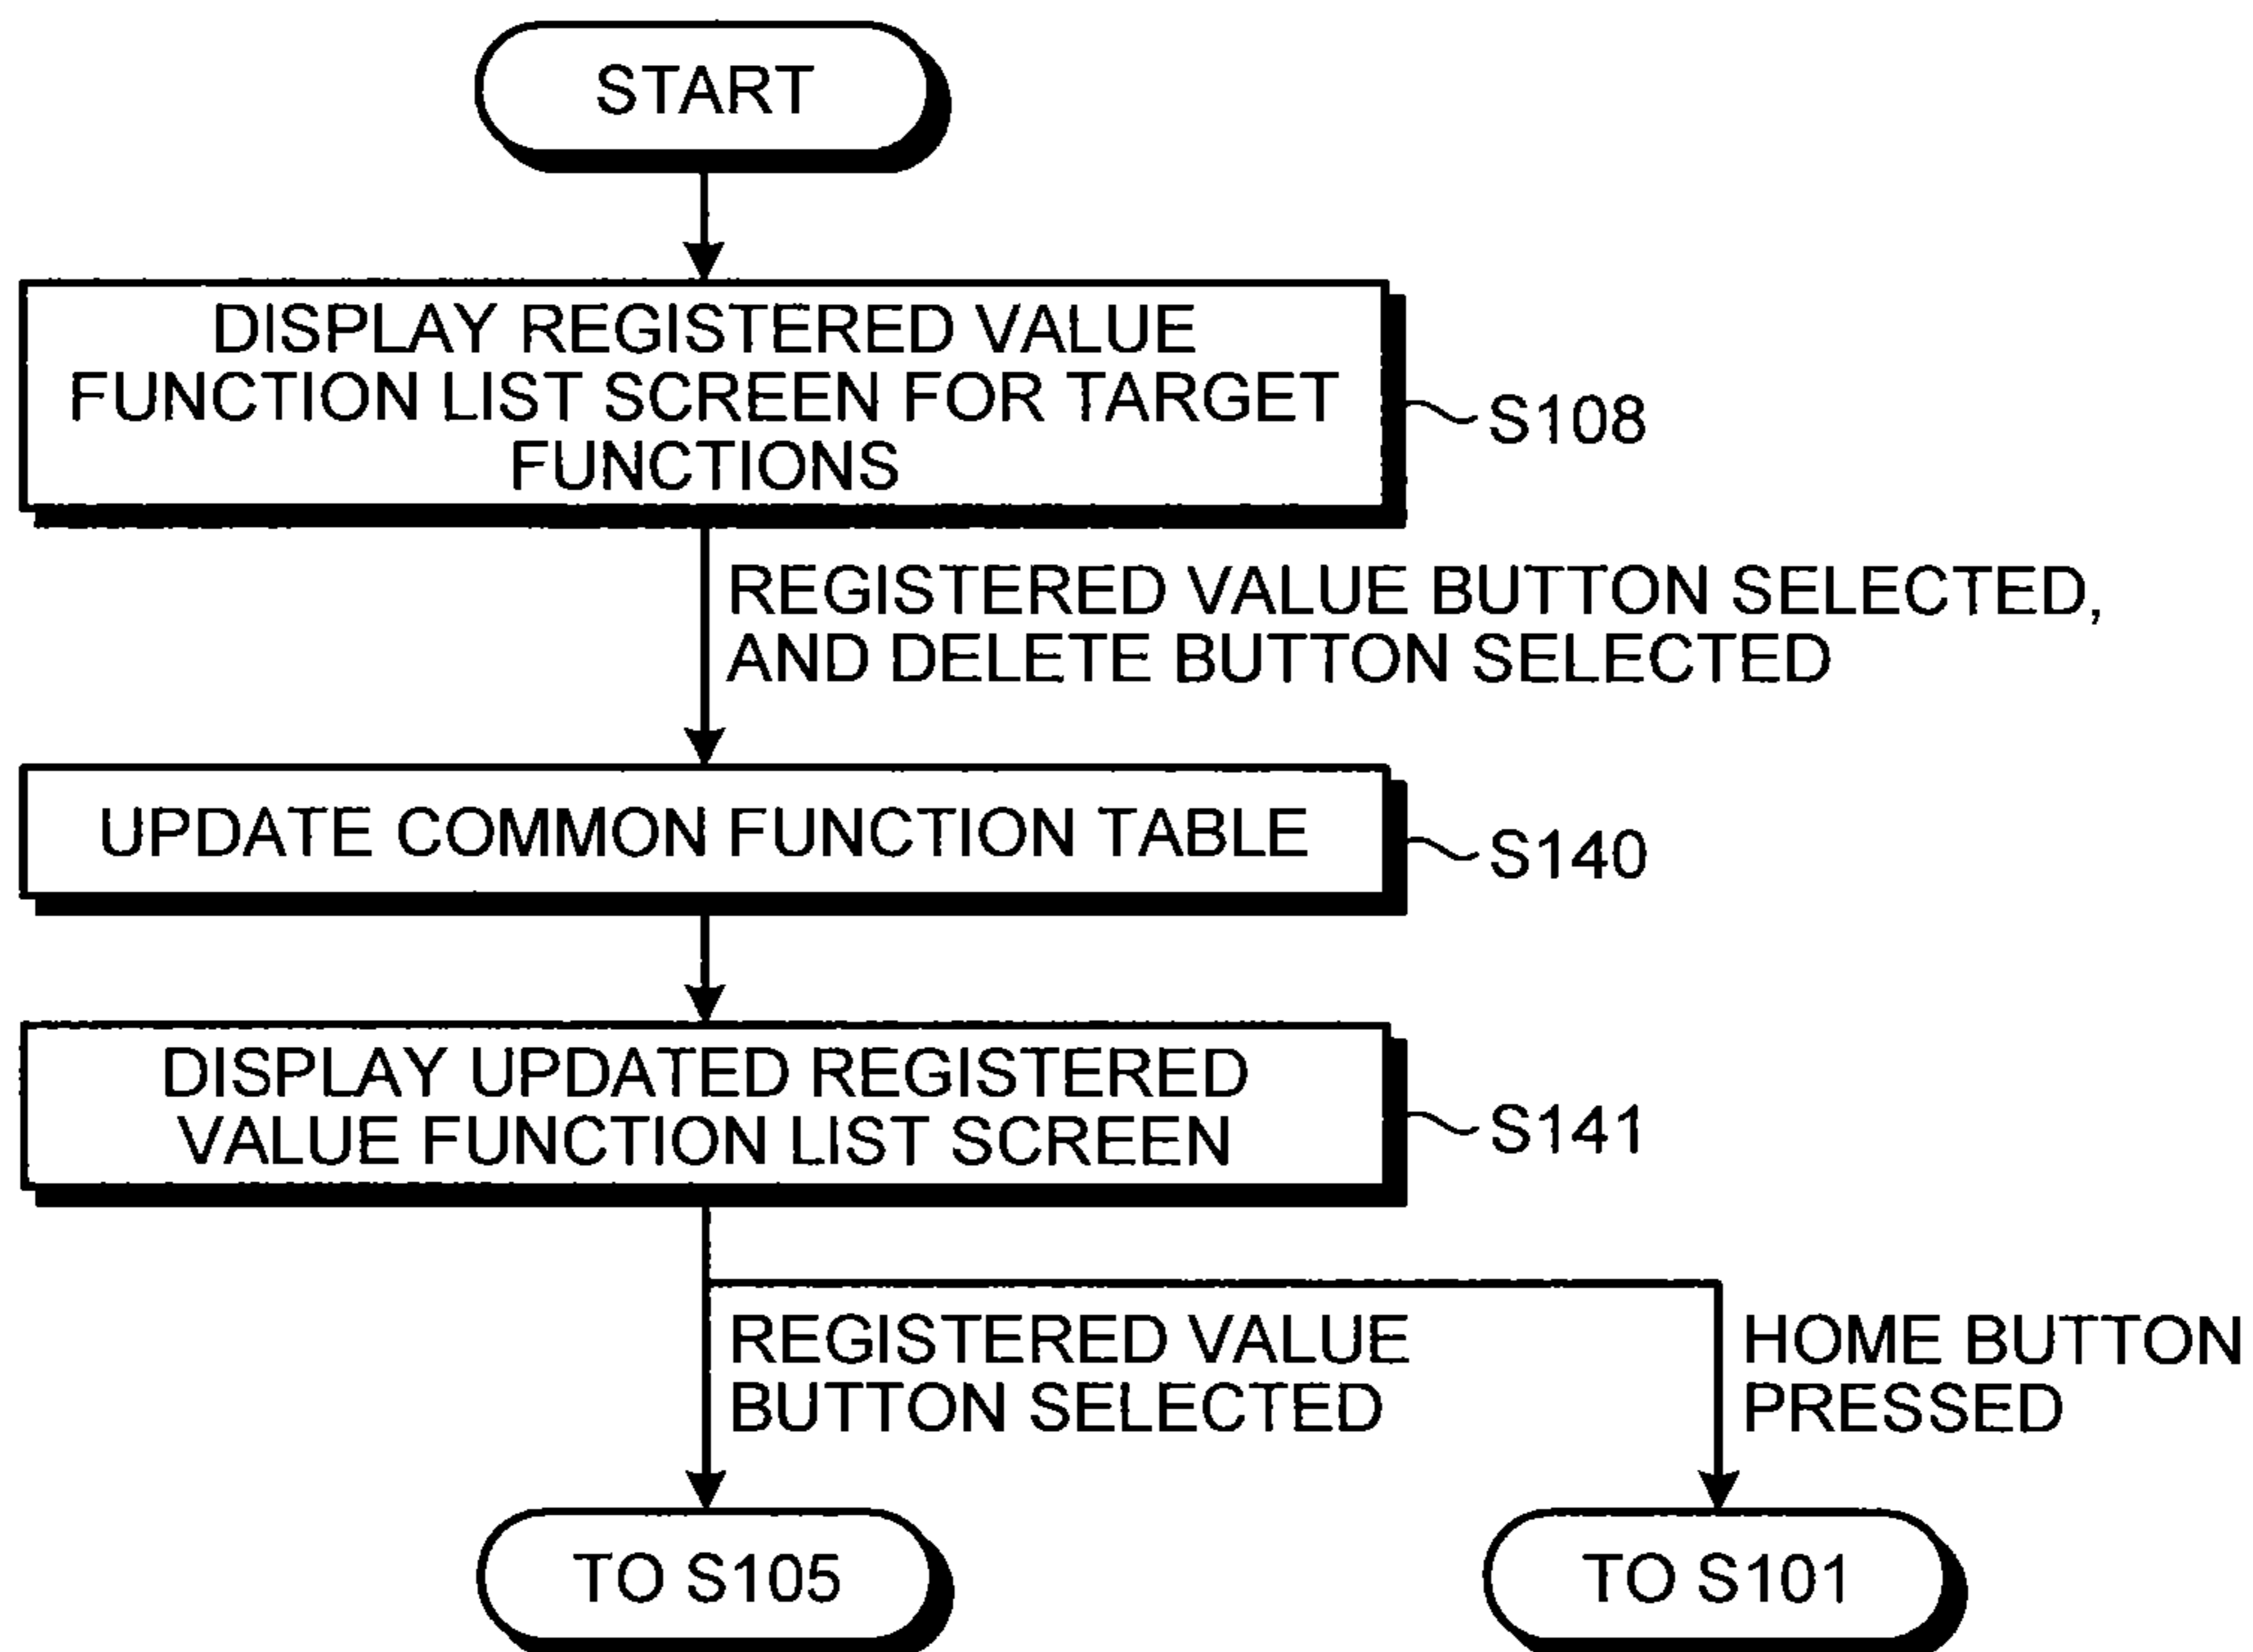 START
DISPLAY REGISTERED VALUE
FUNCTION LIST SCREEN FOR TARGET
FUNCTIONS
S108
REGISTERED VALUE BUTTON SELECTED,
AND DELETE BUTTON SELECTED
UPDATE COMMON FUNCTION TABLE
S140
DISPLAY UPDATED REGISTERED
VALUE FUNCTION LIST SCREEN
S141
REGISTERED VALUE
BUTTON SELECTED
HOME BUTTON
PRESSED
TO S105
TO S101